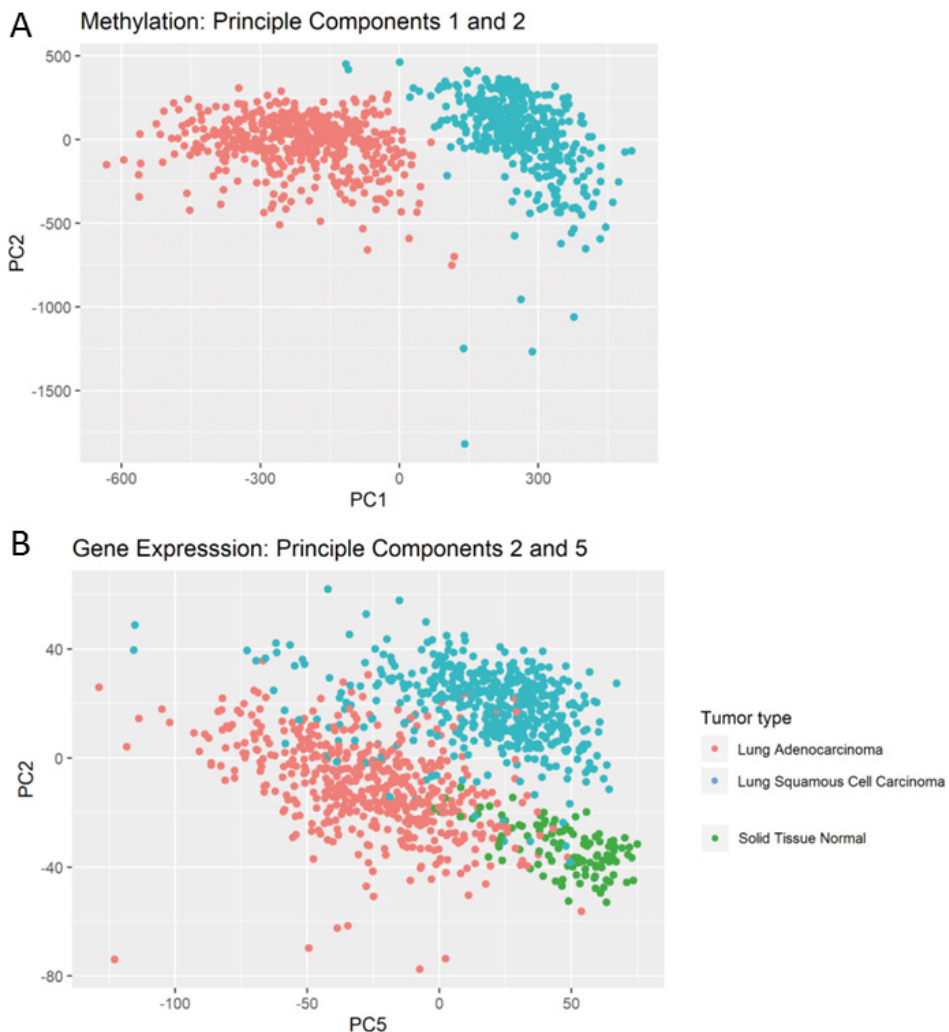 A
Methylation: Principle Components 1 and 2
500
0
-500
-1000
-1500
PC2
-600
-300
0
300
PC1
B
Gene Expresssion: Principle Components 2 and 5
40
0
-40
-80
PC2
-100
-50
0
50
PC5
Tumor type
Lung Adenocarcinoma
Lung Squamous Cell Carcinoma
Solid Tissue Normal